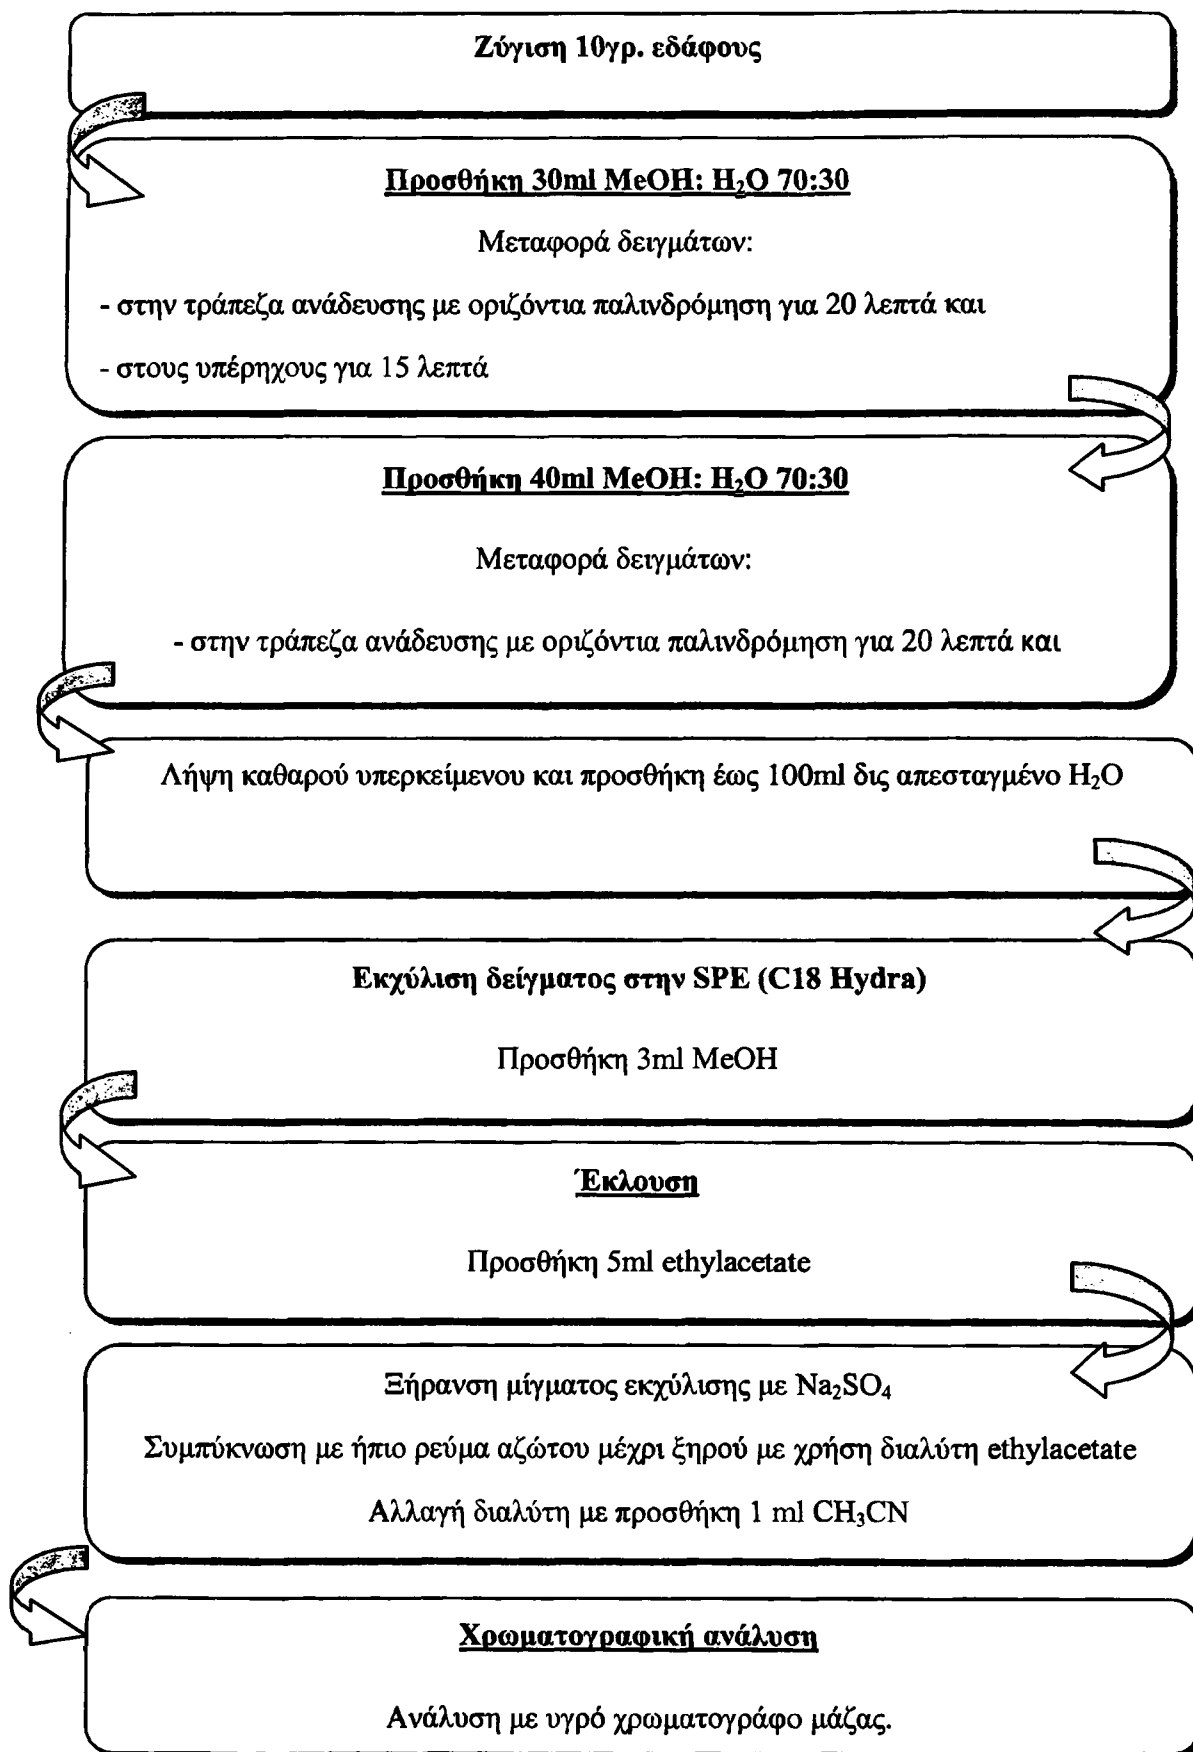 Ζύγιση 10γρ. εδάφους
Προσθήκη 30ml MeOH: H₂O 70:30
Μεταφορά δειγμάτων:
- στην τράπεζα ανάδευσης με οριζόντια παλινδρόμηση για 20 λεπτά και
- στους υπέρηχους για 15 λεπτά
Προσθήκη 40ml MeOH: H₂O 70:30
Μεταφορά δειγμάτων:
- στην τράπεζα ανάδευσης με οριζόντια παλινδρόμηση για 20 λεπτά και
Λήψη καθαρού υπερκείμενου και προσθήκη έως 100ml δις απεσταγμένο H₂O
Εκχύλιση δείγματος στην SPE (C18 Hydra)
Προσθήκη 3ml MeOH
Έκλουση
Προσθήκη 5ml ethylacetate
Ξήρανση μίγματος εκχύλισης με Na₂SO₄
Συμπύκνωση με ήπιο ρεύμα αζώτου μέχρι ξηρού με χρήση διαλύτη ethylacetate
Αλλαγή διαλύτη με προσθήκη 1 ml CH₃CN
Χρωματογραφική ανάλυση
Ανάλυση με υγρό χρωματογράφο μάζας.